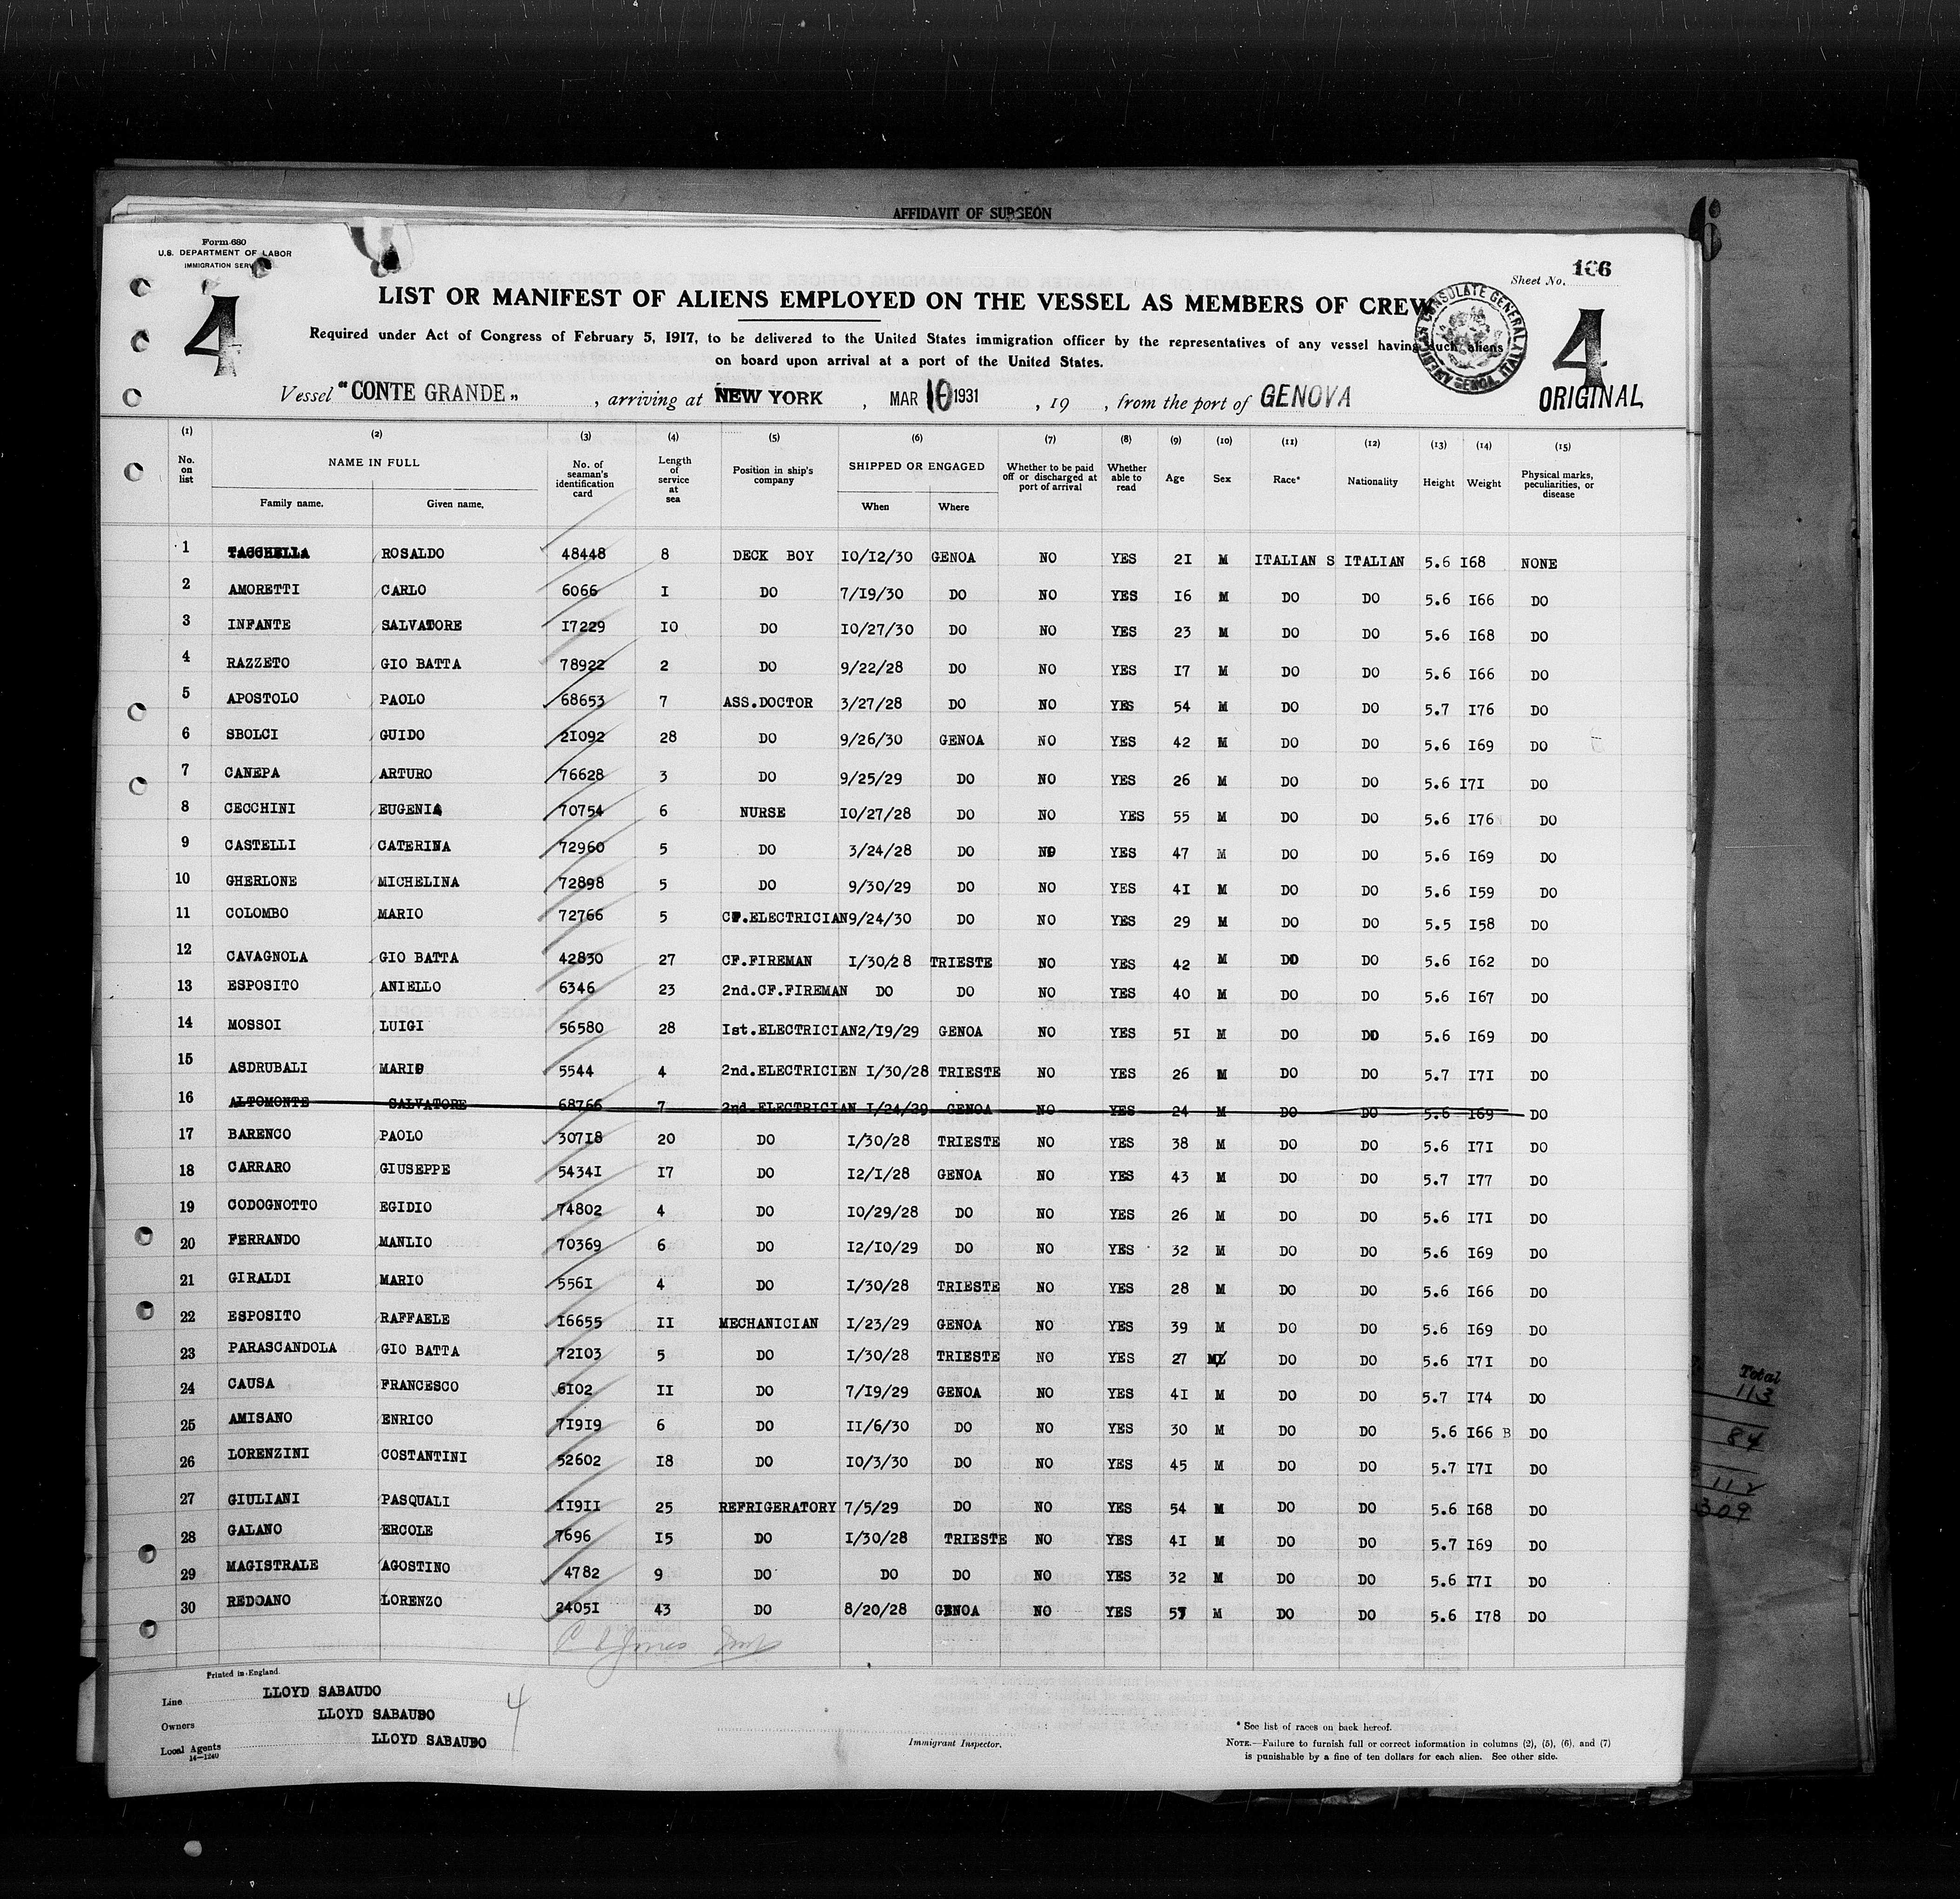 AFFIDAVIT OF SURGEON
Form 680
U.S. DEPARTMENT OF LABOR
IMMIGRATION SERVICE
Sheet No. 166
4
4
LIST OR MANIFEST OF ALIENS EMPLOYED ON THE VESSEL AS MEMBERS OF CREW
AMERICAN CONSULATE GENERAL GENOA, ITALY
Required under Act of Congress of February 5, 1917, to be delivered to the United States immigration officer by the representatives of any vessel having such aliens
on board upon arrival at a port of the United States.
Vessel "CONTE GRANDE", arriving at NEW YORK, MAR 10 1931, 19 , from the port of GENOVA
ORIGINAL
(1) (2) (3) (4) (5) (6) (7) (8) (9) (10) (11) (12) (13) (14) (15)
No. on list NAME IN FULL Family name. Given name. No. of seaman's identification card Length of service at sea Position in ship's company SHIPPED OR ENGAGED When Where Whether to be paid off or discharged at port of arrival Whether able to read Age Sex Race* Nationality Height Weight Physical marks, peculiarities, or disease
1 TACCHELLA ROSALDO 48448 8 DECK BOY 10/12/30 GENOA NO YES 21 M ITALIAN S ITALIAN 5.6 168 NONE
2 AMORETTI CARLO 6066 1 DO 7/19/30 DO NO YES 16 M DO DO 5.6 166 DO
3 INFANTE SALVATORE 17229 10 DO 10/27/30 DO NO YES 23 M DO DO 5.6 168 DO
4 RAZZETO GIO BATTA 78922 2 DO 9/22/28 DO NO YES 17 M DO DO 5.6 166 DO
5 APOSTOLO PAOLO 68653 7 ASS.DOCTOR 3/27/28 DO NO YES 54 M DO DO 5.7 176 DO
6 SBOLCI GUIDO 21092 28 DO 9/26/30 GENOA NO YES 42 M DO DO 5.6 169 DO
7 CANEPA ARTURO 76628 3 DO 9/25/29 DO NO YES 26 M DO DO 5.6 171 DO
8 CECCHINI EUGENIA 70754 6 NURSE 10/27/28 DO NO YES 55 M DO DO 5.6 176 DO
9 CASTELLI CATERINA 72960 5 DO 3/24/28 DO NO YES 47 M DO DO 5.6 169 DO
10 GHERLONE MICHELINA 72898 5 DO 9/30/29 DO NO YES 41 M DO DO 5.6 159 DO
11 COLOMBO MARIO 72766 5 CF.ELECTRICIAN 9/24/30 DO NO YES 29 M DO DO 5.5 158 DO
12 CAVAGNOLA GIO BATTA 42830 27 CF.FIREMAN 1/30/28 TRIESTE NO YES 42 M DO DO 5.6 162 DO
13 ESPOSITO ANIELLO 6346 23 2nd.CF.FIREMAN DO DO NO YES 40 M DO DO 5.6 167 DO
14 MOSSOI LUIGI 56580 28 1st.ELECTRICIAN 2/19/29 GENOA NO YES 51 M DO DO 5.6 169 DO
15 ASDRUBALI MARIO 5544 4 2nd.ELECTRICIEN 1/30/28 TRIESTE NO YES 26 M DO DO 5.7 171 DO
16 ALTOMONTE SALVATORE 68766 7 2nd.ELECTRICIAN 1/24/29 GENOA NO YES 24 M DO DO 5.6 169 DO
17 BARENCO PAOLO 30718 20 DO 1/30/28 TRIESTE NO YES 38 M DO DO 5.6 171 DO
18 CARRARO GIUSEPPE 54341 17 DO 12/1/28 GENOA NO YES 43 M DO DO 5.7 177 DO
19 CODOGNOTTO EGIDIO 74802 4 DO 10/29/28 DO NO YES 26 M DO DO 5.6 171 DO
20 FERRANDO MANLIO 70369 6 DO 12/10/29 DO NO YES 32 M DO DO 5.6 169 DO
21 GIRALDI MARIO 5561 4 DO 1/30/28 TRIESTE NO YES 28 M DO DO 5.6 166 DO
22 ESPOSITO RAFFAELE 16655 11 MECHANICIAN 1/23/29 GENOA NO YES 39 M DO DO 5.6 169 DO
23 PARASCANDOLA GIO BATTA 72103 5 DO 1/30/28 TRIESTE NO YES 27 M DO DO 5.6 171 DO
24 CAUSA FRANCESCO 6102 11 DO 7/19/29 GENOA NO YES 41 M DO DO 5.7 174 DO
25 AMISANO ENRICO 71919 6 DO 11/6/30 DO NO YES 30 M DO DO 5.6 166 B DO
26 LORENZINI COSTANTINI 52602 18 DO 10/3/30 DO NO YES 45 M DO DO 5.7 171 DO
27 GIULIANI PASQUALI 11911 25 REFRIGERATORY 7/5/29 DO NO YES 54 M DO DO 5.6 168 DO
28 GALANO ERCOLE 7696 15 DO 1/30/28 TRIESTE NO YES 41 M DO DO 5.7 169 DO
29 MAGISTRALE AGOSTINO 4782 9 DO DO DO NO YES 32 M DO DO 5.6 171 DO
30 REDOANO LORENZO 24051 43 DO 8/20/28 GENOA NO YES 57 M DO DO 5.6 178 DO
Total
113
84
112
309
Printed in England.
Line LLOYD SABAUDO
Owners LLOYD SABAUDO
Local Agents LLOYD SABAUDO
14—1240
4
Immigrant Inspector.
* See list of races on back hereof.
NOTE.—Failure to furnish full or correct information in columns (2), (5), (6), and (7)
is punishable by a fine of ten dollars for each alien. See other side.